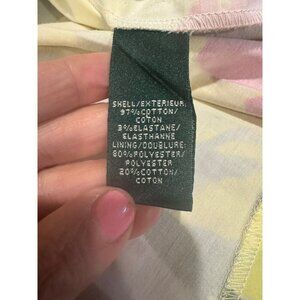 SHELL/EXTERIEUR:
97%COTTON/
COTON
3%ELASTANE/
ELASTHANNE
LINING/DOUBLURE:
80%POLYESTER/
POLYESTER
20%COTTON/
COTON